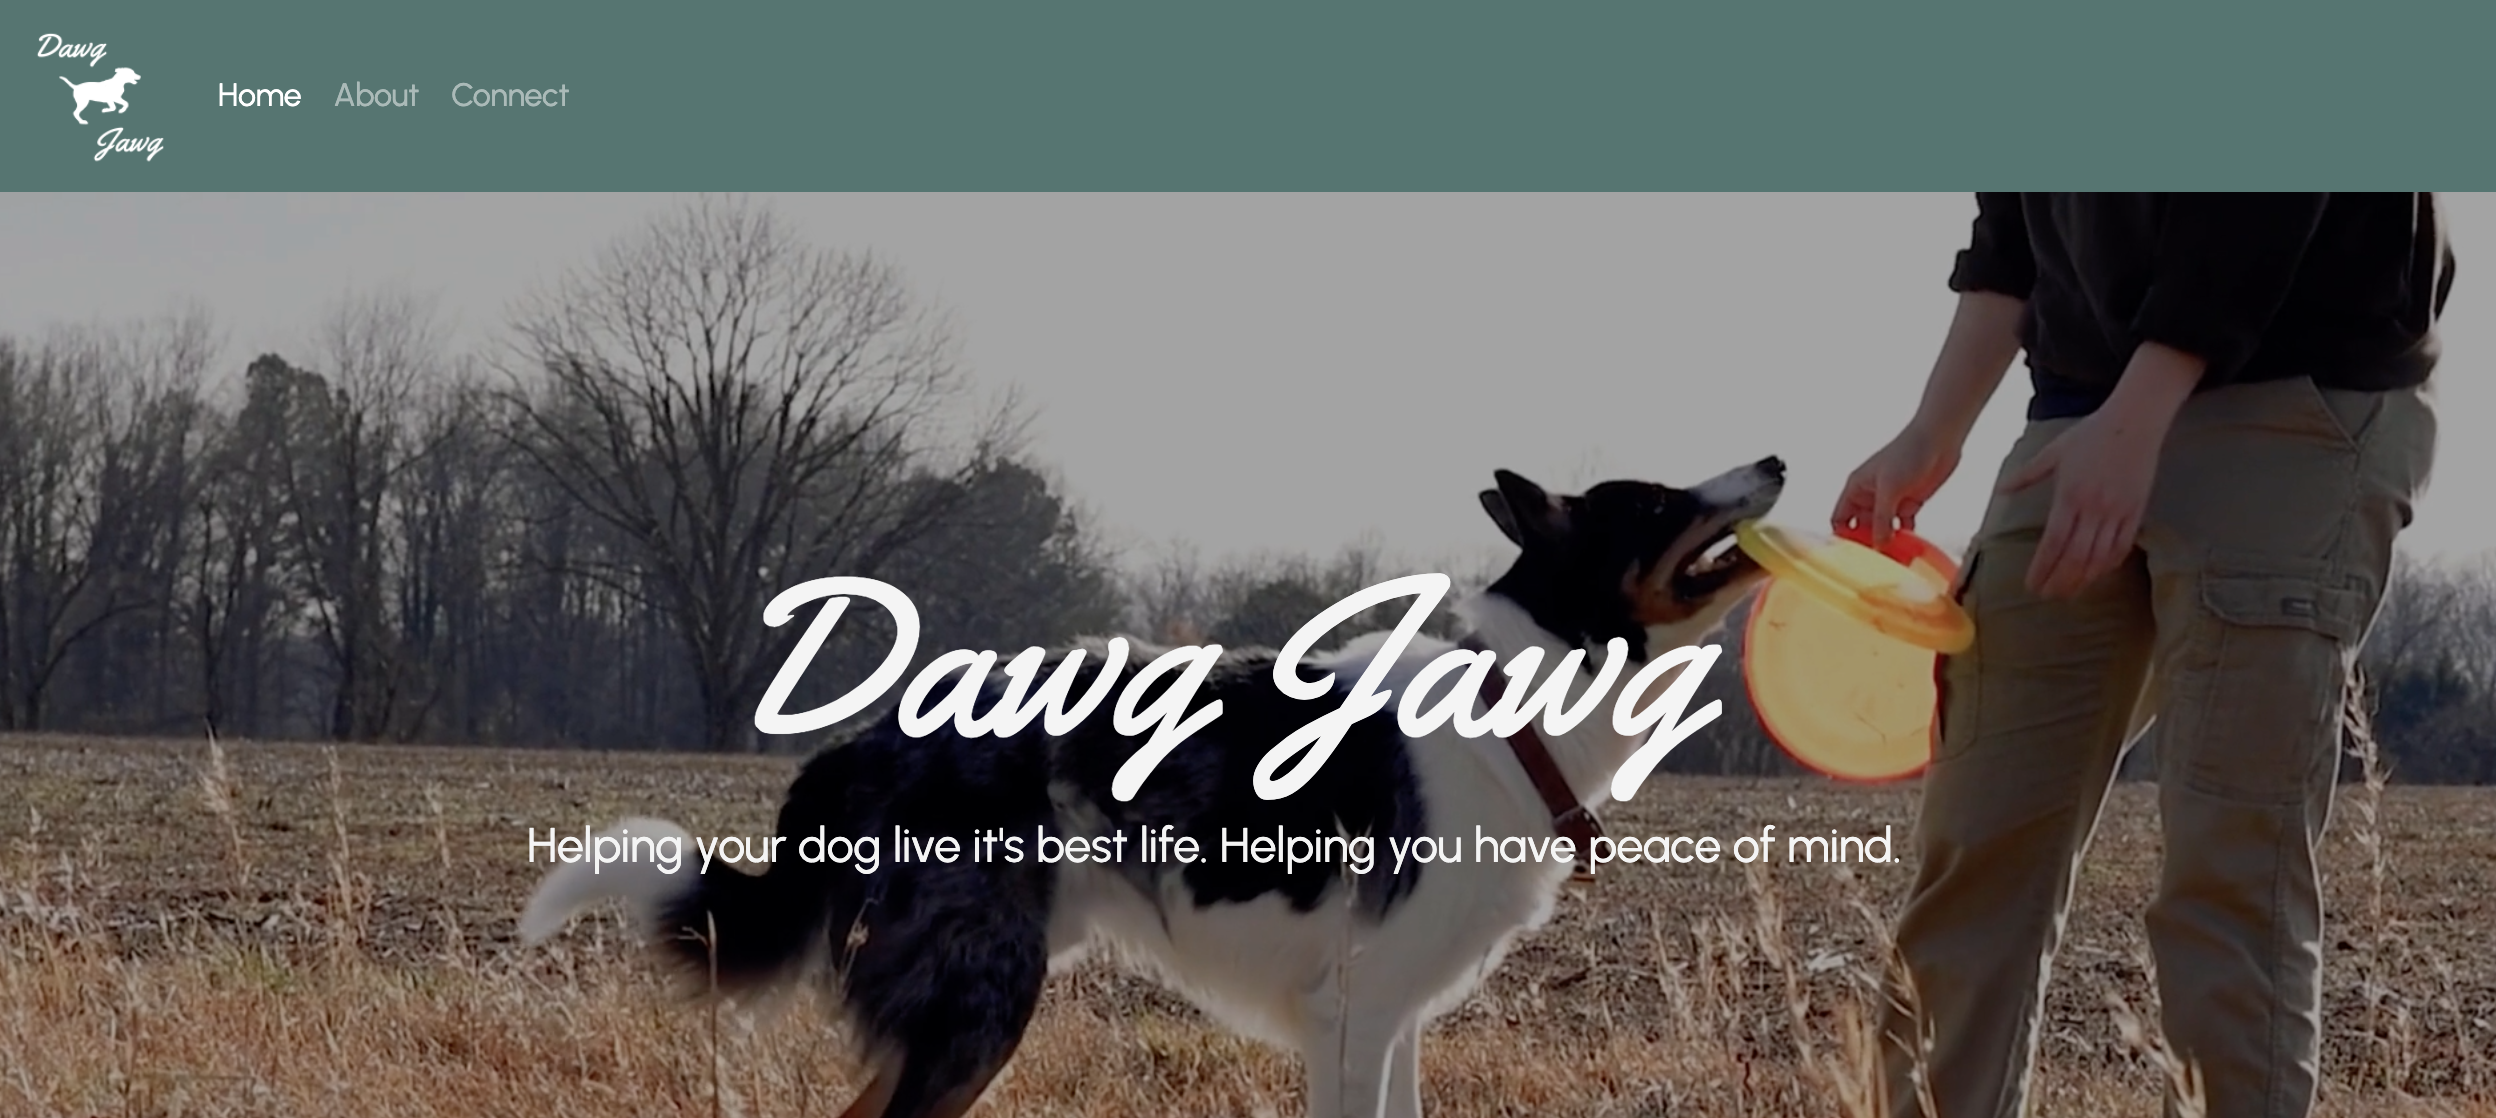 Dawg
Jawg
Home About Connect
Dawg Jawg
Helping your dog live it's best life. Helping you have peace of mind.